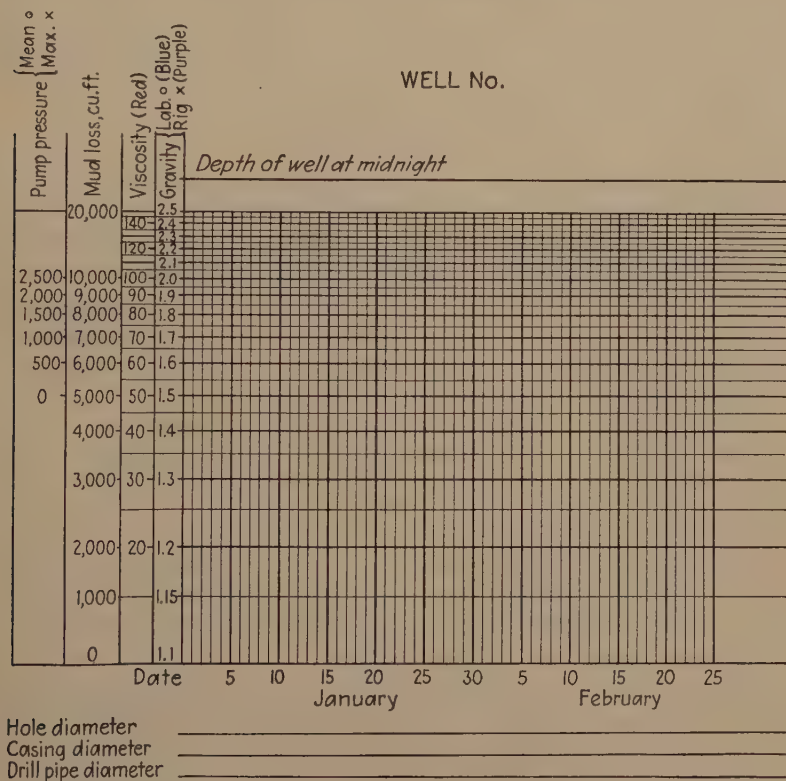 WELL No.
Pump pressure { Mean o
Max. ×
Mud loss, cu.ft.
Viscosity (Red)
Gravity { Lab. o (Blue)
Rig × (Purple)
Depth of well at midnight
20,000 2.5
140 2.4
2.3
120 2.2
2.1
2,500 10,000 100 2.0
2,000 9,000 90 1.9
1,500 8,000 80 1.8
1,000 7,000 70 1.7
500 6,000 60 1.6
0 5,000 50 1.5
4,000 40 1.4
3,000 30 1.3
2,000 20 1.2
1,000 1.15
0 1.1
Date 5 10 15 20 25 30 5 10 15 20 25
January February
Hole diameter
Casing diameter
Drill pipe diameter